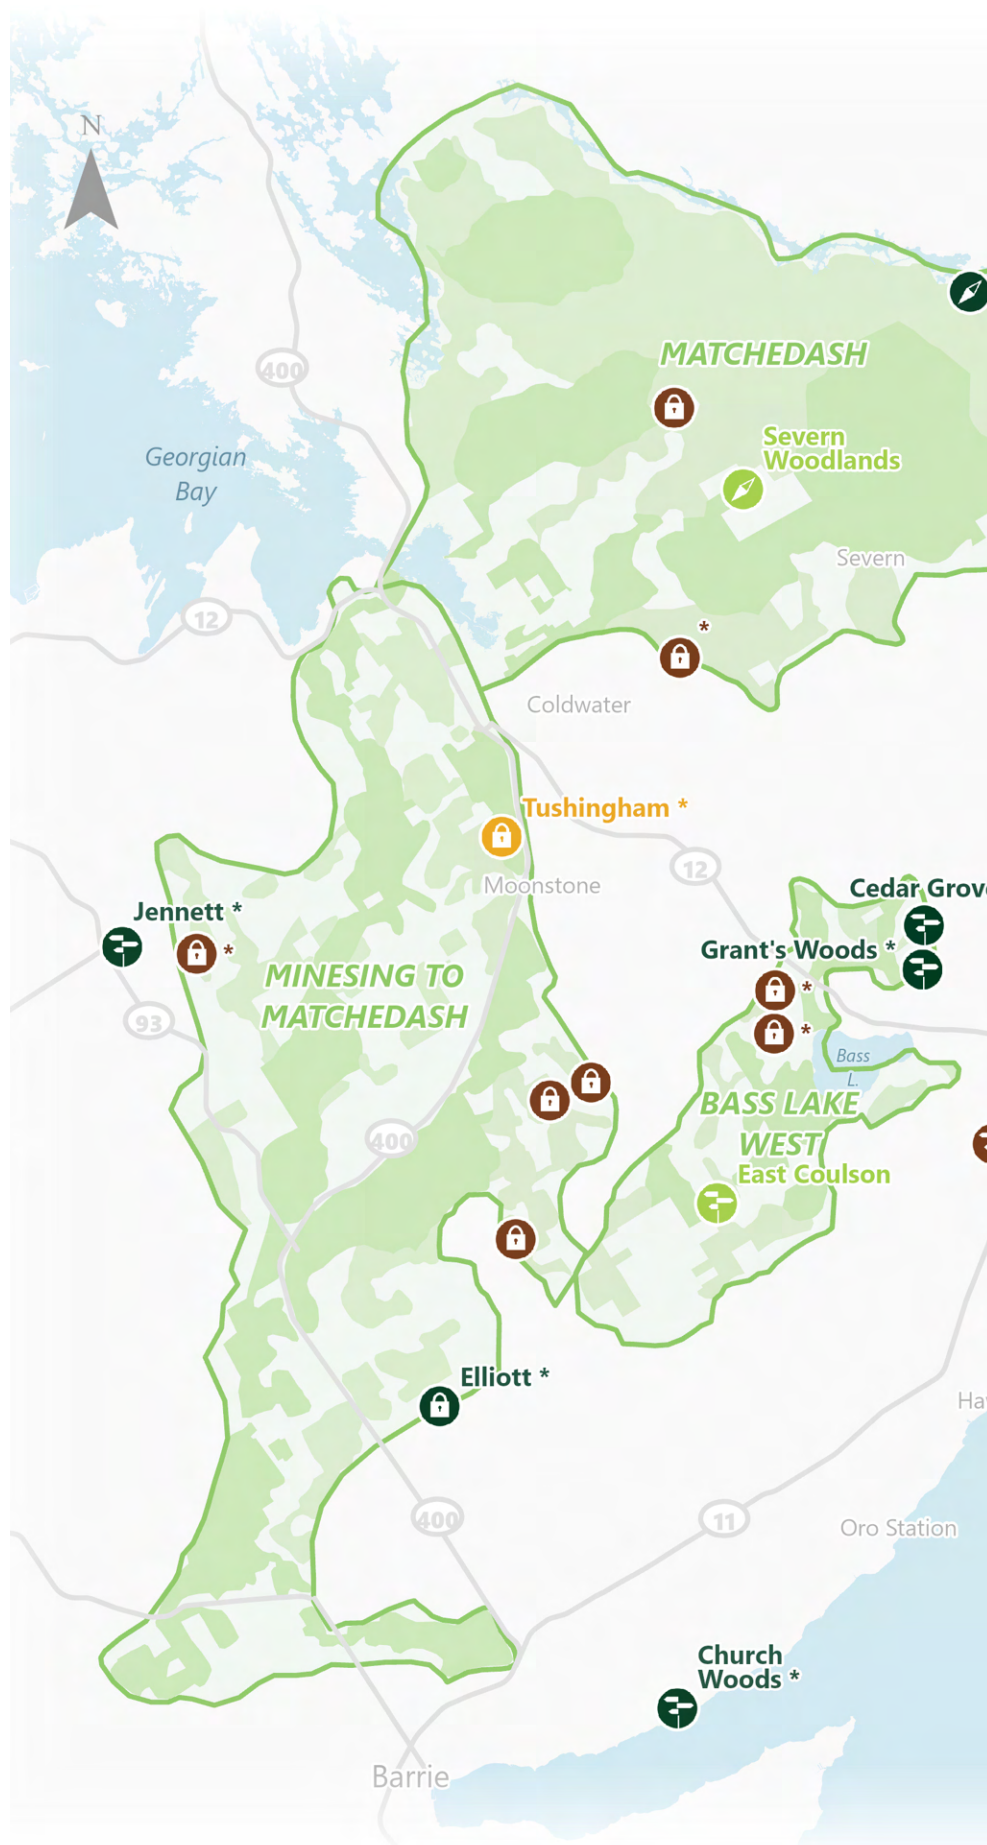 N
MATCHEDASH
400
Severn
Woodlands
Georgian
Bay
Severn
12
*
Coldwater
Tushingham *
12
Moonstone
Cedar Grove
Jennett *
*
Grant's Woods *
MINESING TO
MATCHEDASH
*
93
*
Bass
L.
BASS LAKE
WEST
400
East Coulson
Elliott *
Ha
400
11
Oro Station
Church
Woods *
Barrie